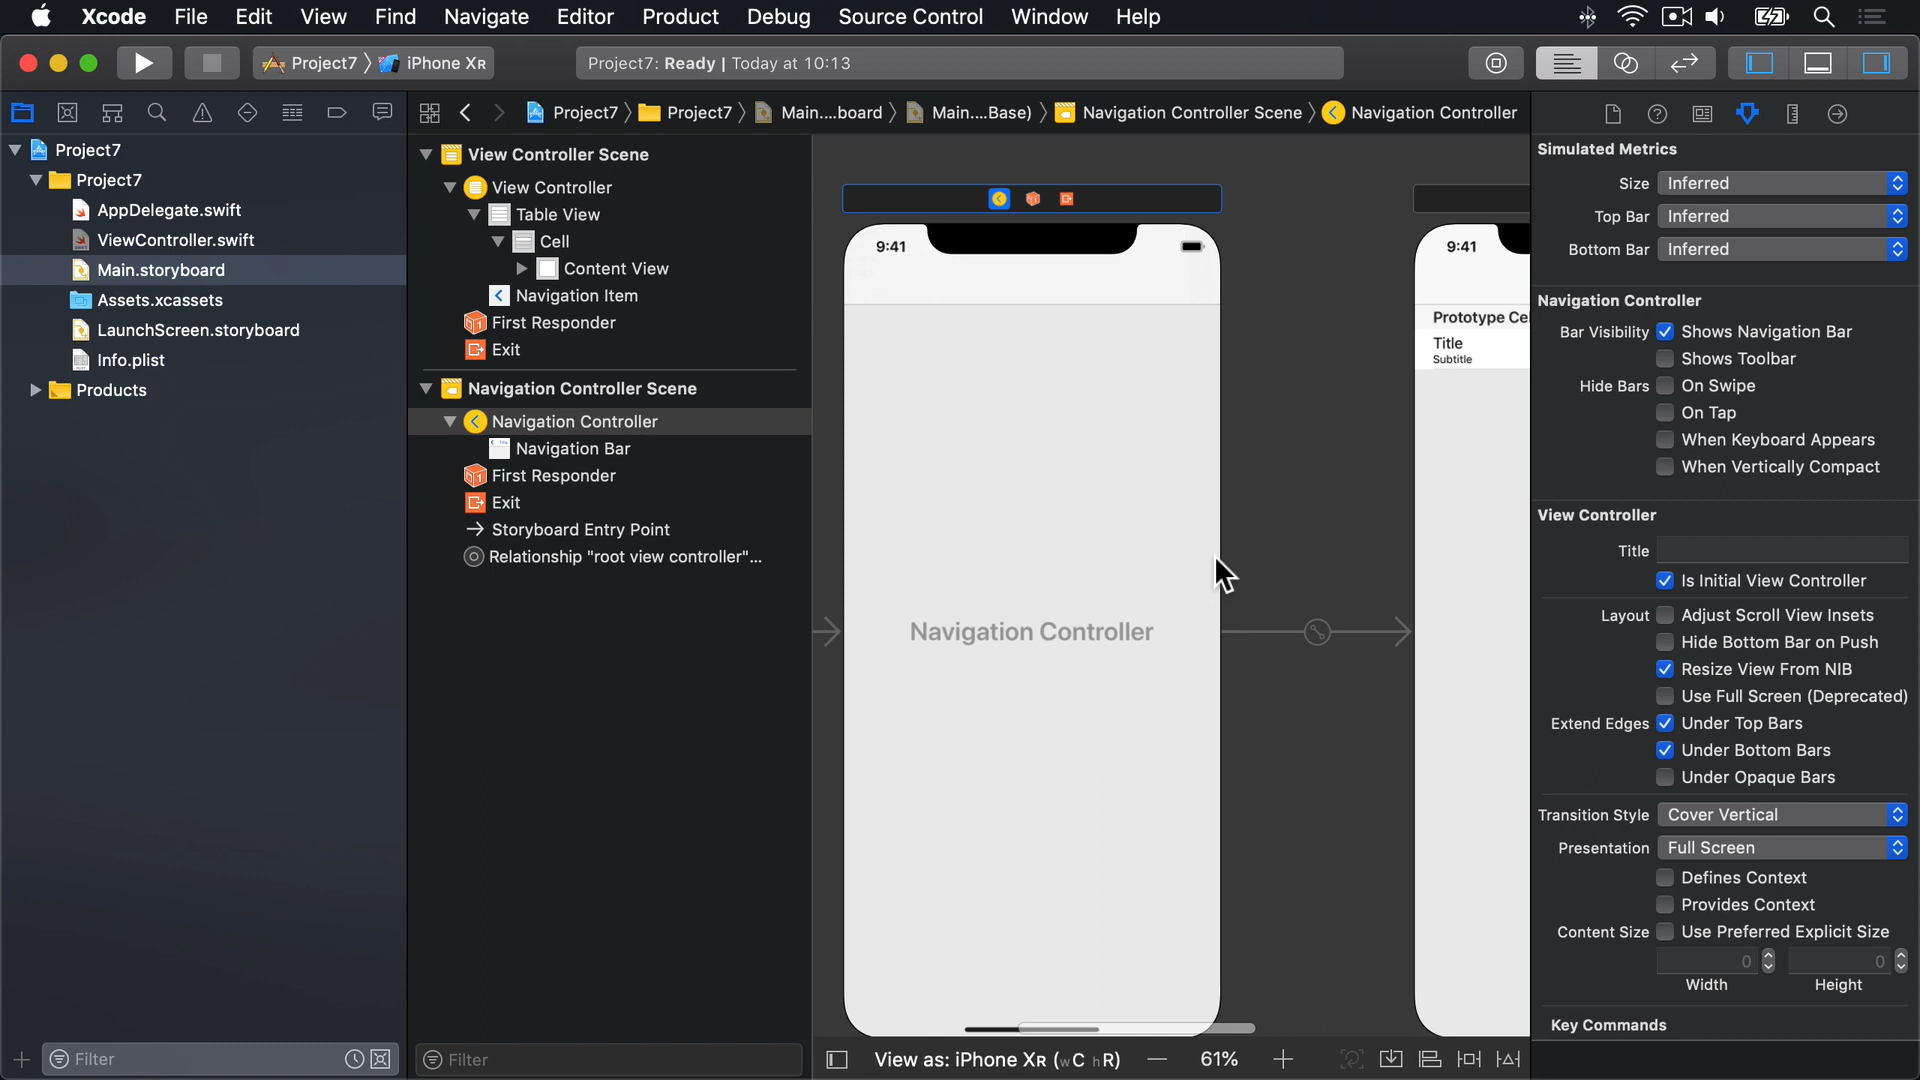 Xcode File Edit View Find Navigate Editor Product Debug Source Control Window Help
Project7 iPhone XR
Project7: Ready | Today at 10:13
Project7 Project7 Main....board Main....Base) Navigation Controller Scene Navigation Controller
Project7
Project7
AppDelegate.swift
ViewController.swift
Main.storyboard
Assets.xcassets
LaunchScreen.storyboard
Info.plist
Products
Filter
View Controller Scene
View Controller
Table View
Cell
Content View
Navigation Item
First Responder
Exit
Navigation Controller Scene
Navigation Controller
Navigation Bar
First Responder
Exit
Storyboard Entry Point
Relationship "root view controller"...
Filter
9:41
Navigation Controller
9:41
Prototype Cel
Title
Subtitle
View as: iPhone XR (wC hR)
61%
Simulated Metrics
Size Inferred
Top Bar Inferred
Bottom Bar Inferred
Navigation Controller
Bar Visibility Shows Navigation Bar
Shows Toolbar
Hide Bars On Swipe
On Tap
When Keyboard Appears
When Vertically Compact
View Controller
Title
Is Initial View Controller
Layout Adjust Scroll View Insets
Hide Bottom Bar on Push
Resize View From NIB
Use Full Screen (Deprecated)
Extend Edges Under Top Bars
Under Bottom Bars
Under Opaque Bars
Transition Style Cover Vertical
Presentation Full Screen
Defines Context
Provides Context
Content Size Use Preferred Explicit Size
0 0
Width Height
Key Commands